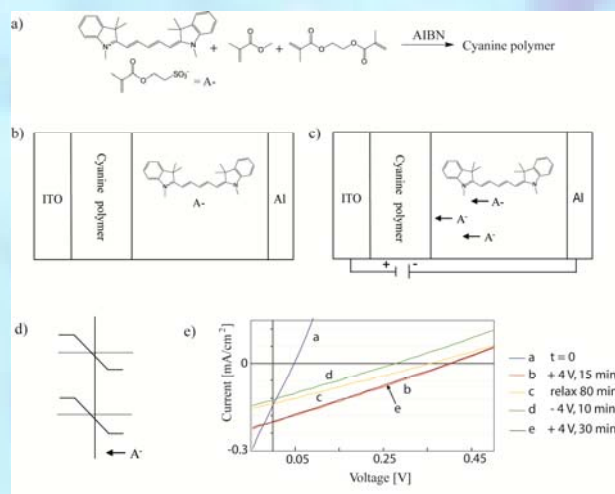 a)
N+
N
O
O
O
O
O
O
AIBN
Cyanine polymer
+
+
O
O
SO3-
= A-
b)
c)
ITO
Cyanine polymer
N+
N
A-
Al
ITO
Cyanine polymer
N+
N
A-
A-
A-
Al
+
-
d)
A-
e)
Current [mA/cm2]
0
-0.3
0.05
0.25
0.45
Voltage [V]
a
d
c
b
e
a t = 0
b + 4 V, 15 min
c relax 80 min
d - 4 V, 10 min
e + 4 V, 30 min